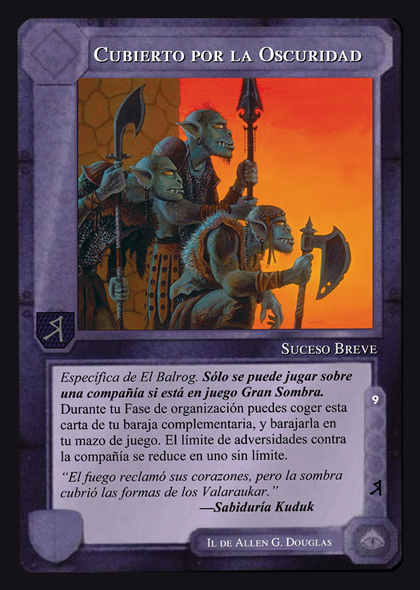 Cubierto por la Oscuridad
Suceso Breve
Específica de El Balrog. Sólo se puede jugar sobre
una compañía si está en juego Gran Sombra.
Durante tu Fase de organización puedes coger esta
carta de tu baraja complementaria, y barajarla en
tu mazo de juego. El límite de adversidades contra
la compañía se reduce en uno sin límite.
9
“El fuego reclamó sus corazones, pero la sombra
cubrió las formas de los Valaraukar.”
—Sabiduría Kuduk
Il de Allen G. Douglas